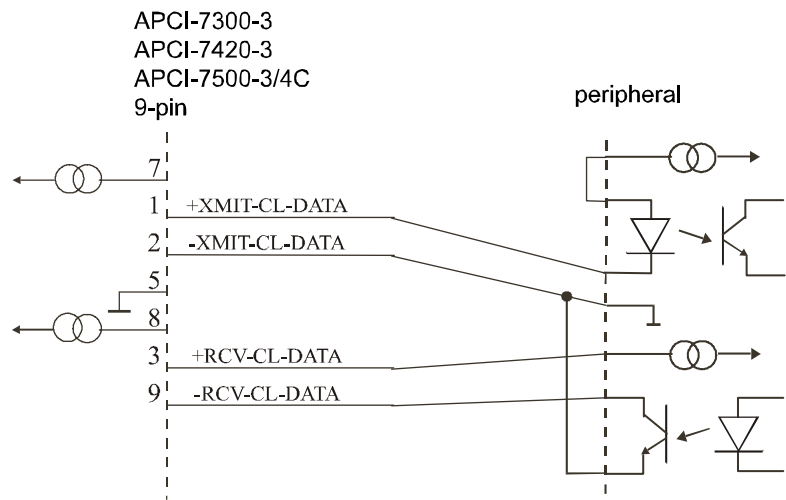 APCI-7300-3
APCI-7420-3
APCI-7500-3/4C
9-pin
peripheral
7
1 +XMIT-CL-DATA
2 -XMIT-CL-DATA
5
8
3 +RCV-CL-DATA
9 -RCV-CL-DATA